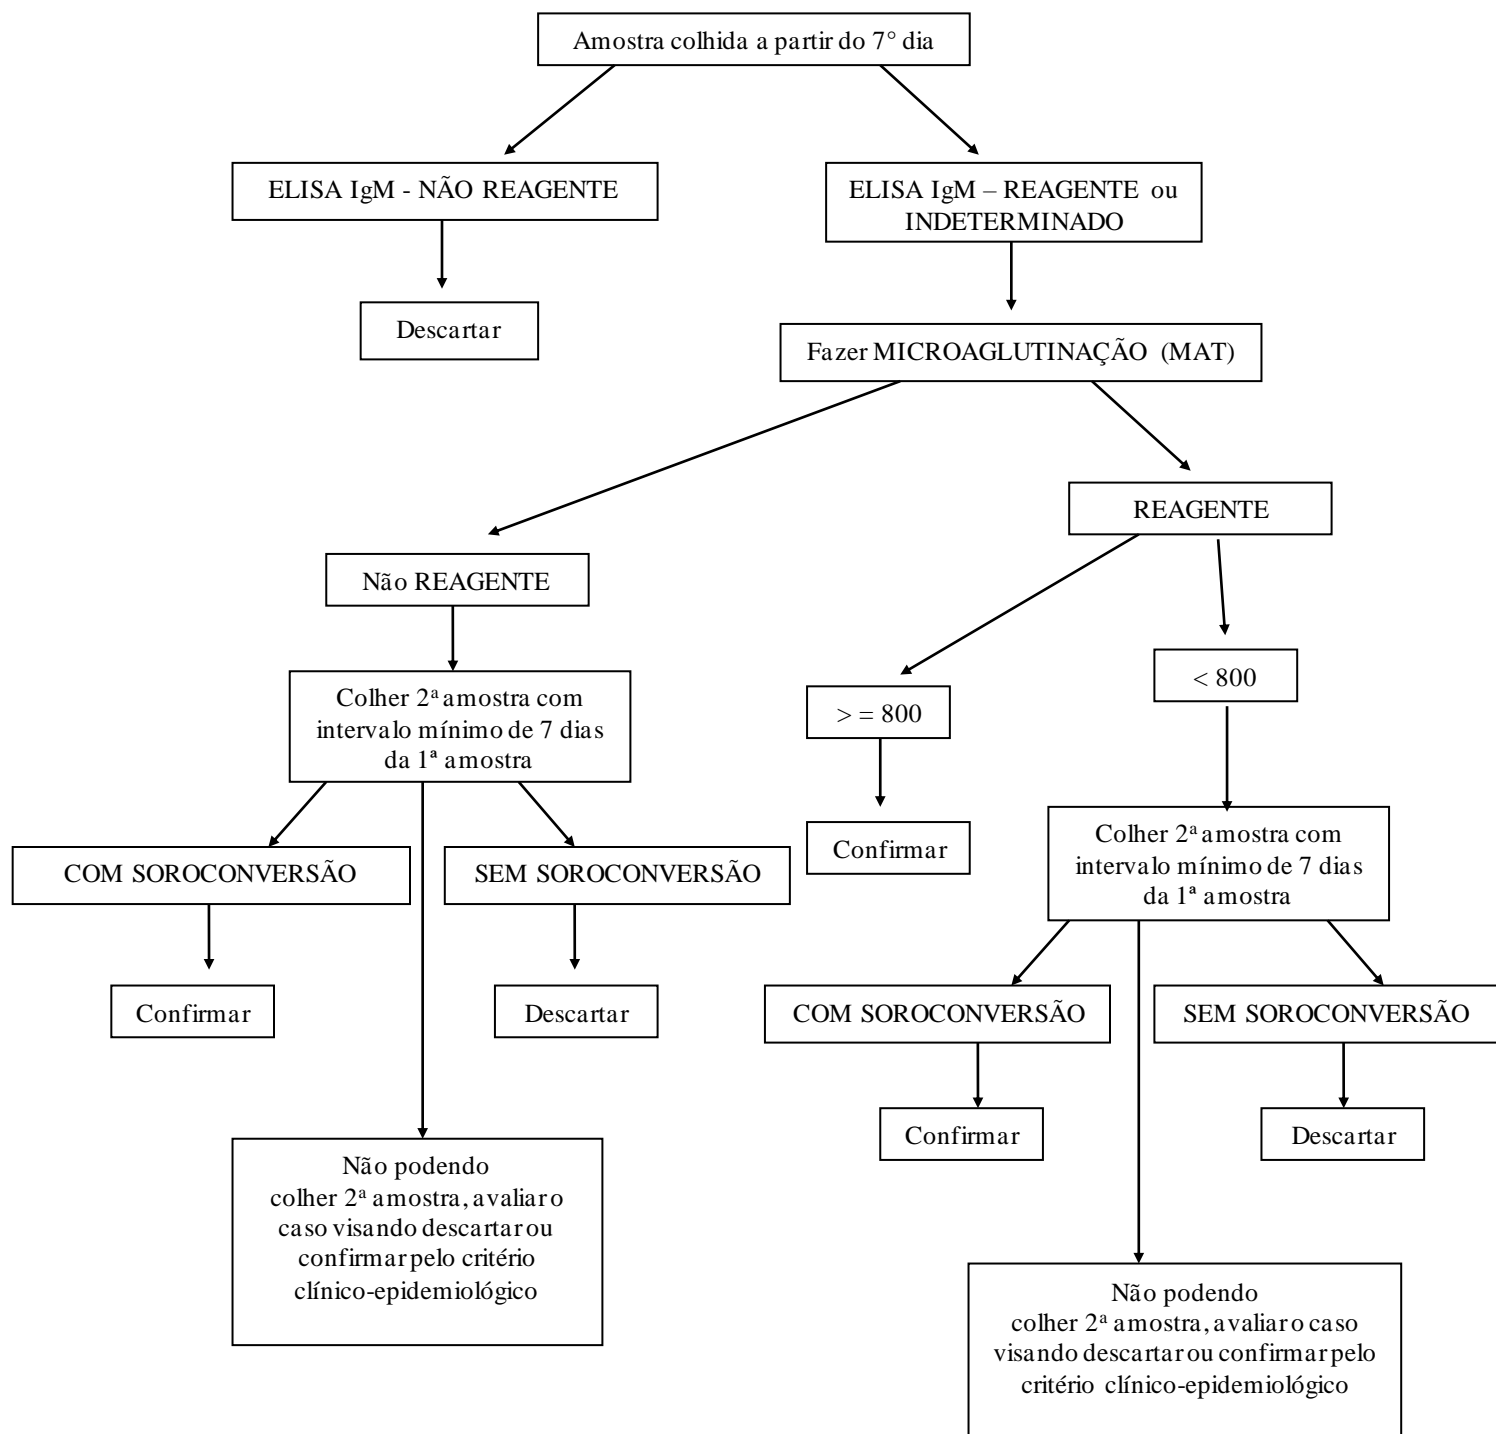 Amostra colhida a partir do 7° dia
ELISA IgM - NÃO REAGENTE
ELISA IgM – REAGENTE ou
INDETERMINADO
Descartar
Fazer MICROAGLUTINAÇÃO (MAT)
REAGENTE
Não REAGENTE
< 800
> = 800
Colher 2ª amostra com
intervalo mínimo de 7 dias
da 1ª amostra
Confirmar
Colher 2ª amostra com
intervalo mínimo de 7 dias
da 1ª amostra
COM SOROCONVERSÃO
SEM SOROCONVERSÃO
Confirmar
Descartar
COM SOROCONVERSÃO
SEM SOROCONVERSÃO
Confirmar
Descartar
Não podendo
colher 2ª amostra, avaliar o
caso visando descartar ou
confirmar pelo critério
clínico-epidemiológico
Não podendo
colher 2ª amostra, avaliar o caso
visando descartar ou confirmar pelo
critério clínico-epidemiológico